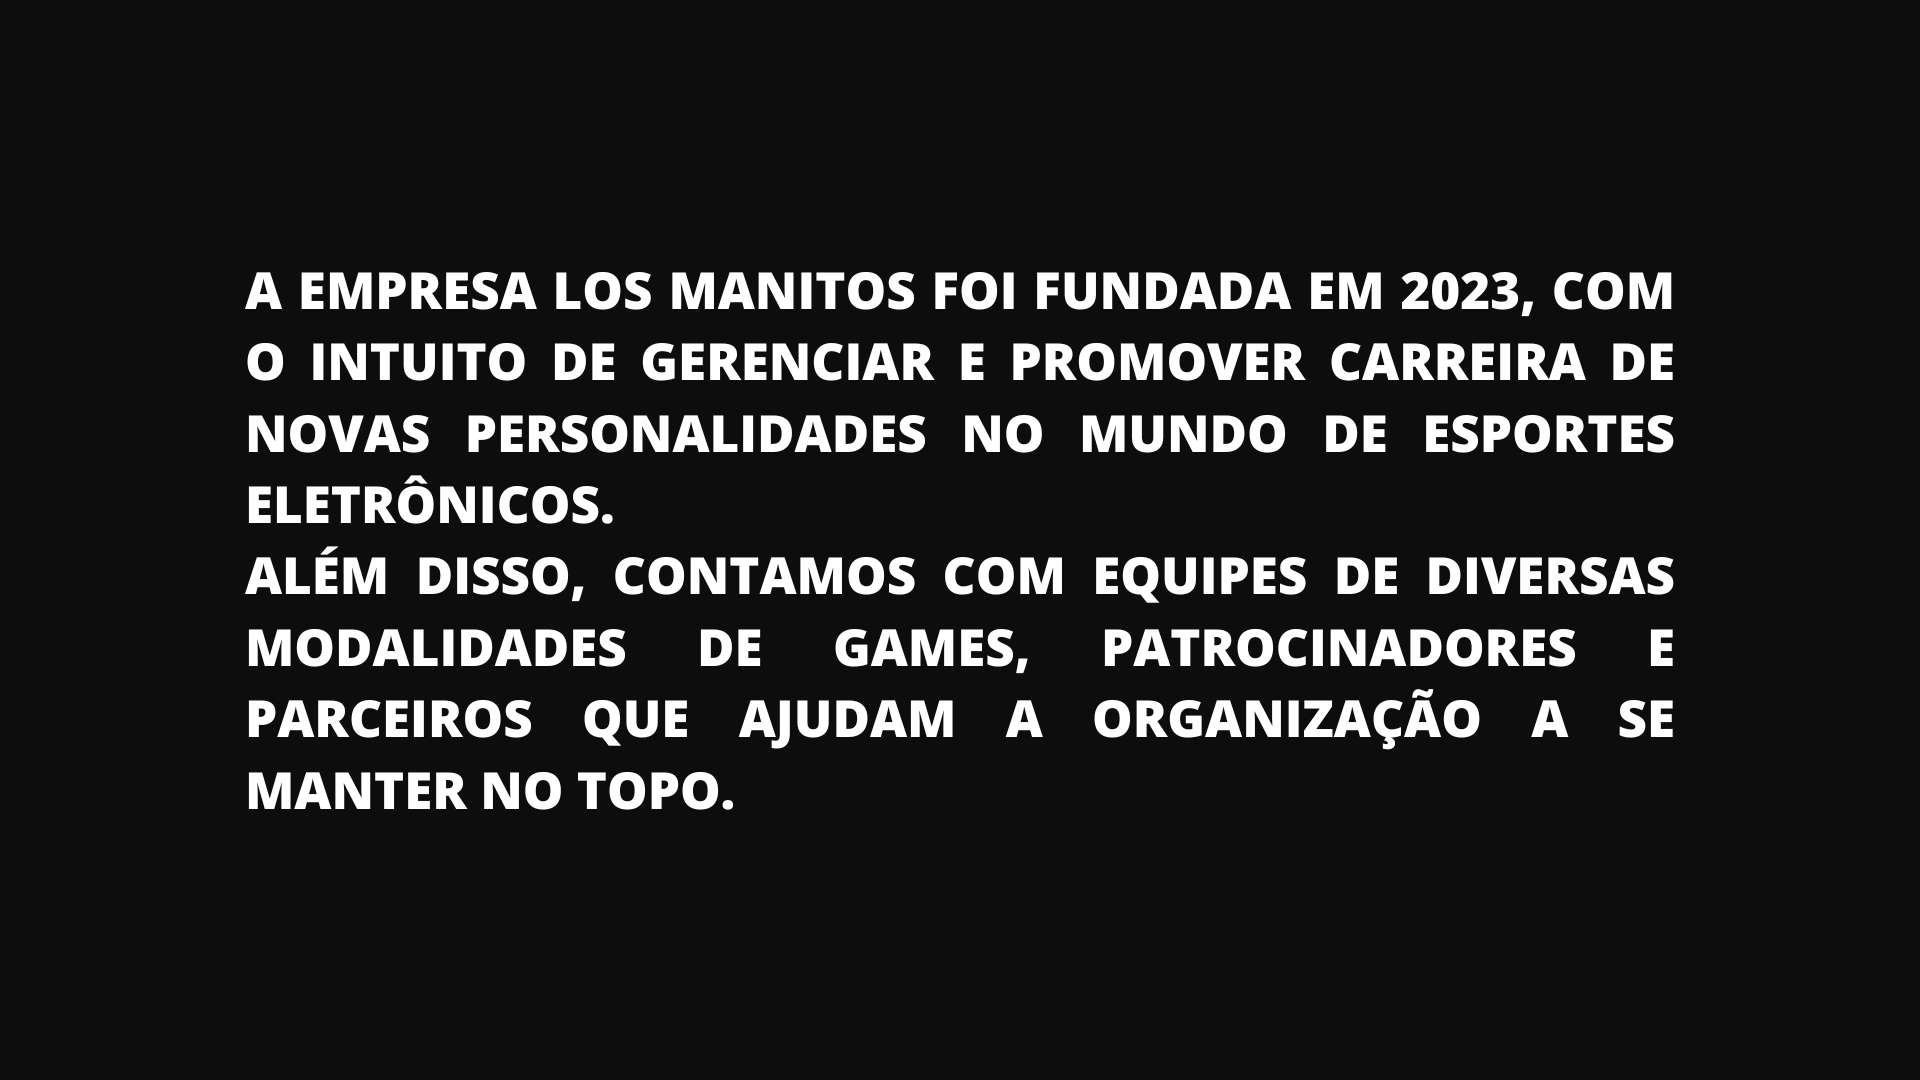 A EMPRESA LOS MANITOS FOI FUNDADA EM 2023, COM
O INTUITO DE GERENCIAR E PROMOVER CARREIRA DE
NOVAS PERSONALIDADES NO MUNDO DE ESPORTES
ELETRÔNICOS.
ALÉM DISSO, CONTAMOS COM EQUIPES DE DIVERSAS
MODALIDADES DE GAMES, PATROCINADORES E
PARCEIROS QUE AJUDAM A ORGANIZAÇÃO A SE
MANTER NO TOPO.